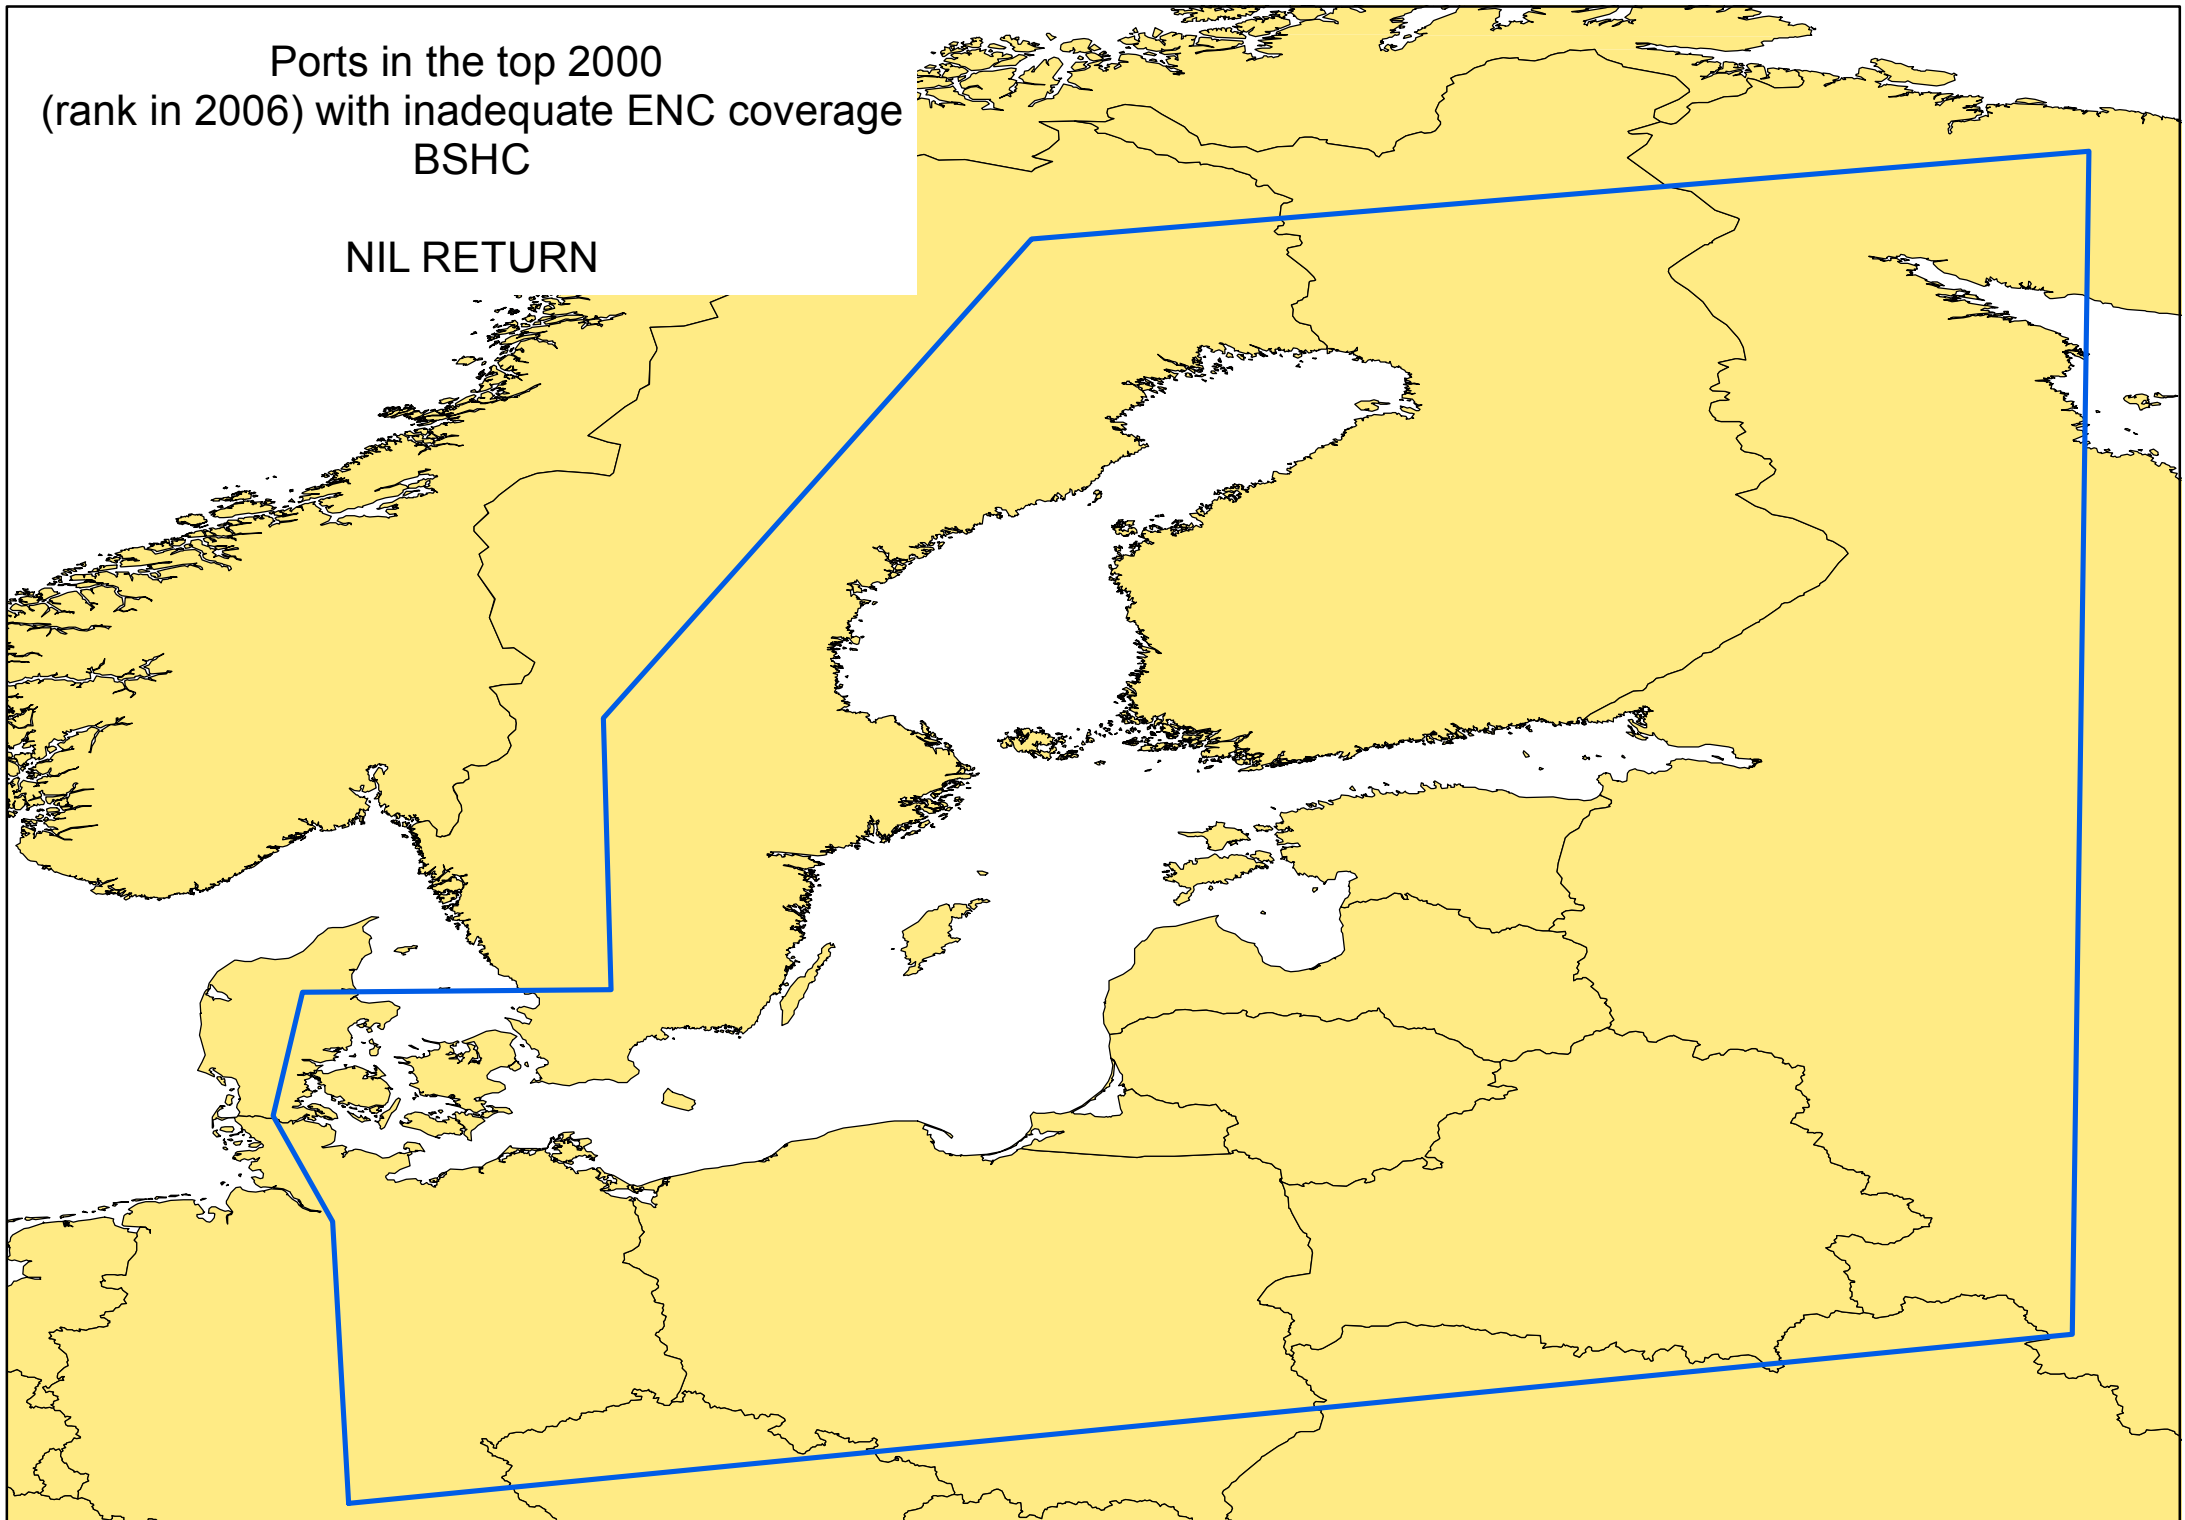 Ports in the top 2000
(rank in 2006) with inadequate ENC coverage
BSHC
NIL RETURN